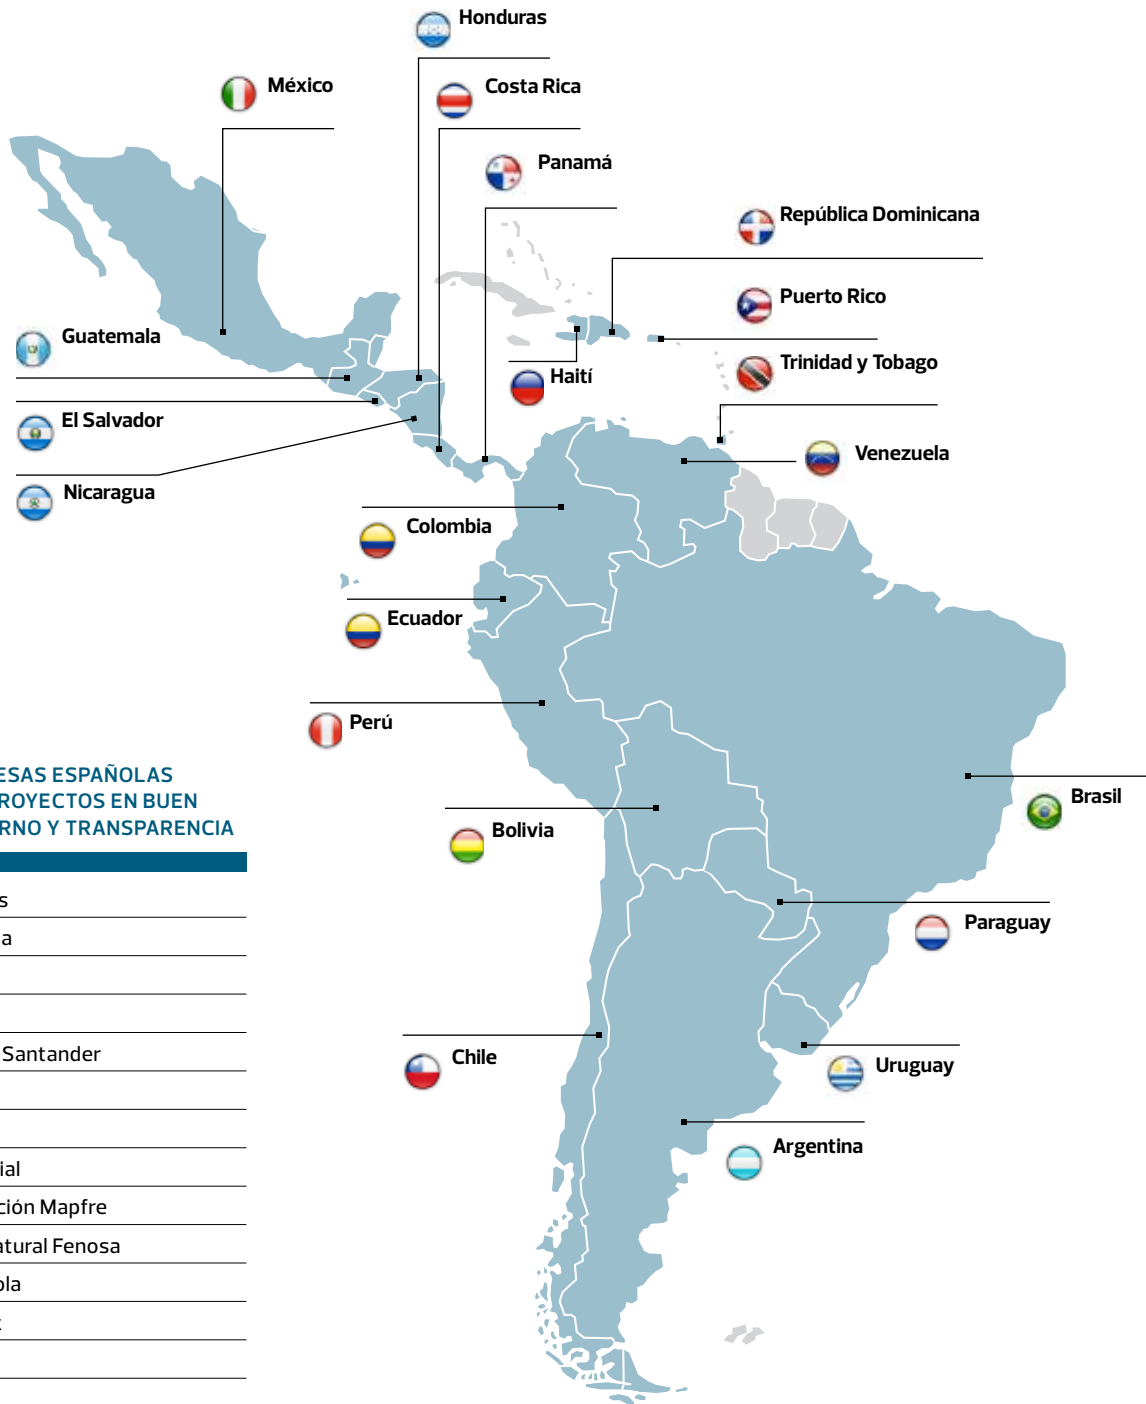 Honduras
México
Costa Rica
Panamá
República Dominicana
Puerto Rico
Guatemala
Trinidad y Tobago
Haití
El Salvador
Venezuela
Nicaragua
Colombia
Ecuador
Perú
ESAS ESPAÑOLAS
ROYECTOS EN BUEN
RNO Y TRANSPARENCIA
Brasil
Bolivia
s
Paraguay
a
Santander
Chile
Uruguay
Argentina
ial
ción Mapfre
atural Fenosa
ola